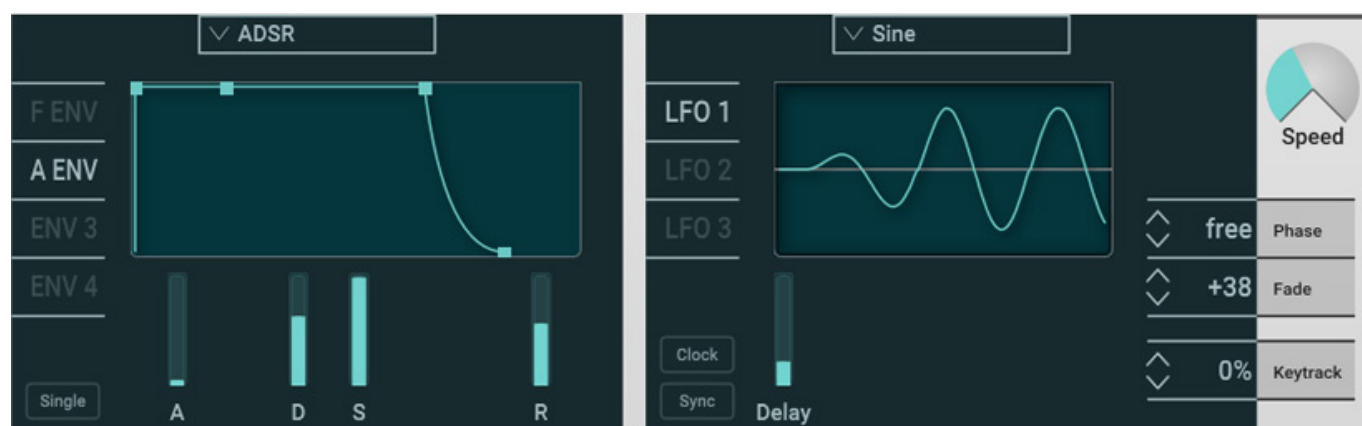 ADSR
F ENV
A ENV
ENV 3
ENV 4
Single
A D S R
Sine
LFO 1
LFO 2
LFO 3
Clock
Sync
Delay
Speed
free Phase
+38 Fade
0% Keytrack